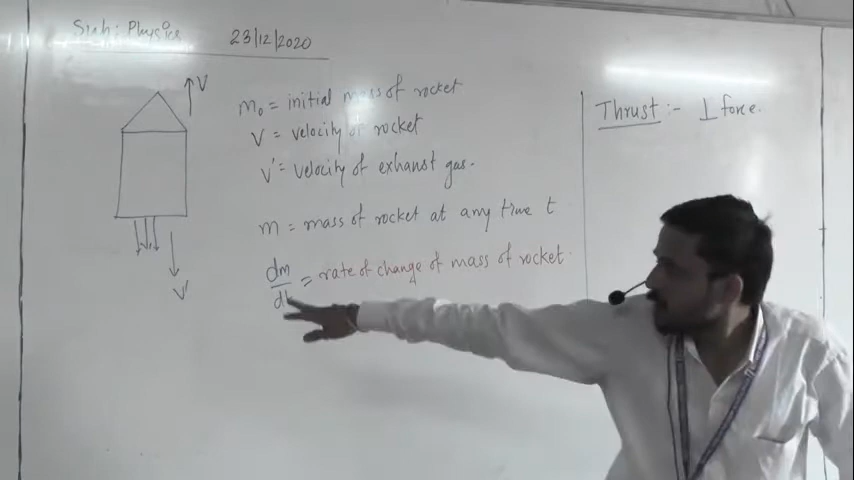 Sub: Physics
23/12/2020
V
m₀ = initial mass of rocket
V = velocity of rocket
V' = velocity of exhaust gas.
m = mass of rocket at any time t
dm/dt = rate of change of mass of rocket.
V'
Thrust :- ⊥ force.